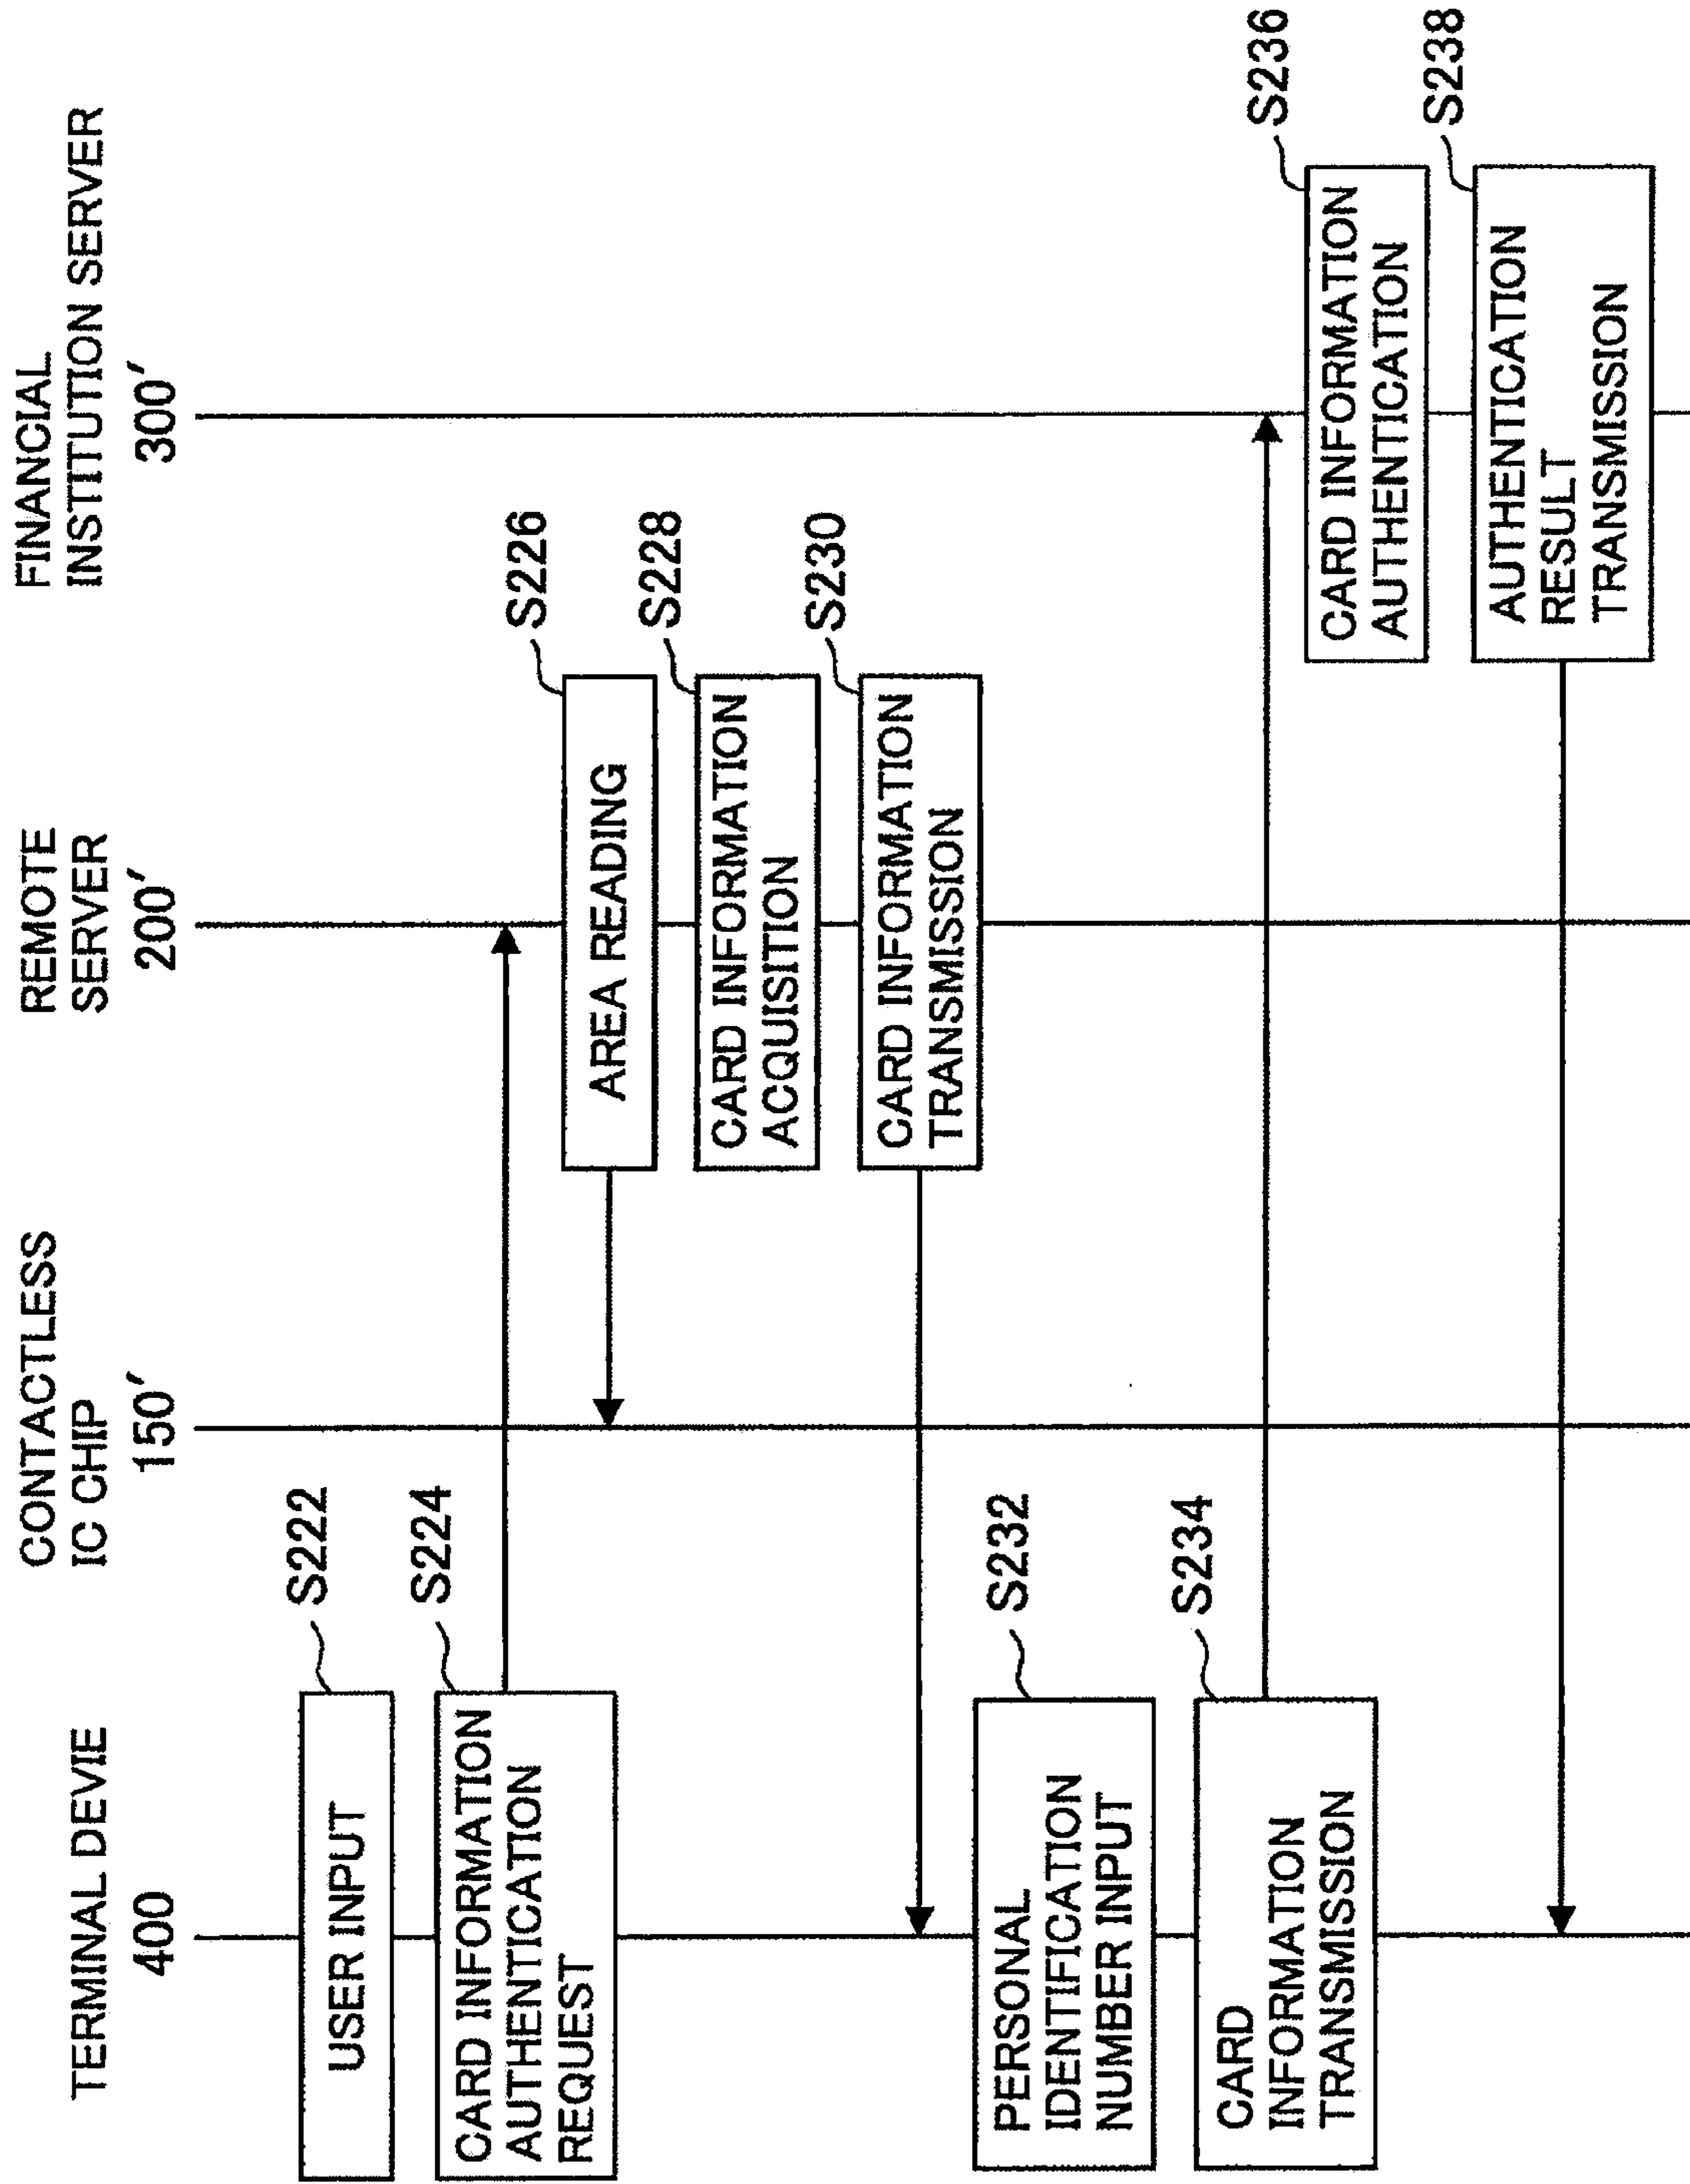 TERMINAL DEVIE
400
CONTACTLESS
IC CHIP
150′
REMOTE
SERVER
200′
FINANCIAL
INSTITUTION SERVER
300′
USER INPUT
S222
CARD INFORMATION
AUTHENTICATION
REQUEST
S224
AREA READING
S226
CARD INFORMATION
ACQUISITION
S228
CARD INFORMATION
TRANSMISSION
S230
PERSONAL
IDENTIFICATION
NUMBER INPUT
S232
CARD
INFORMATION
TRANSMISSION
S234
CARD INFORMATION
AUTHENTICATION
S236
AUTHENTICATION
RESULT
TRANSMISSION
S238